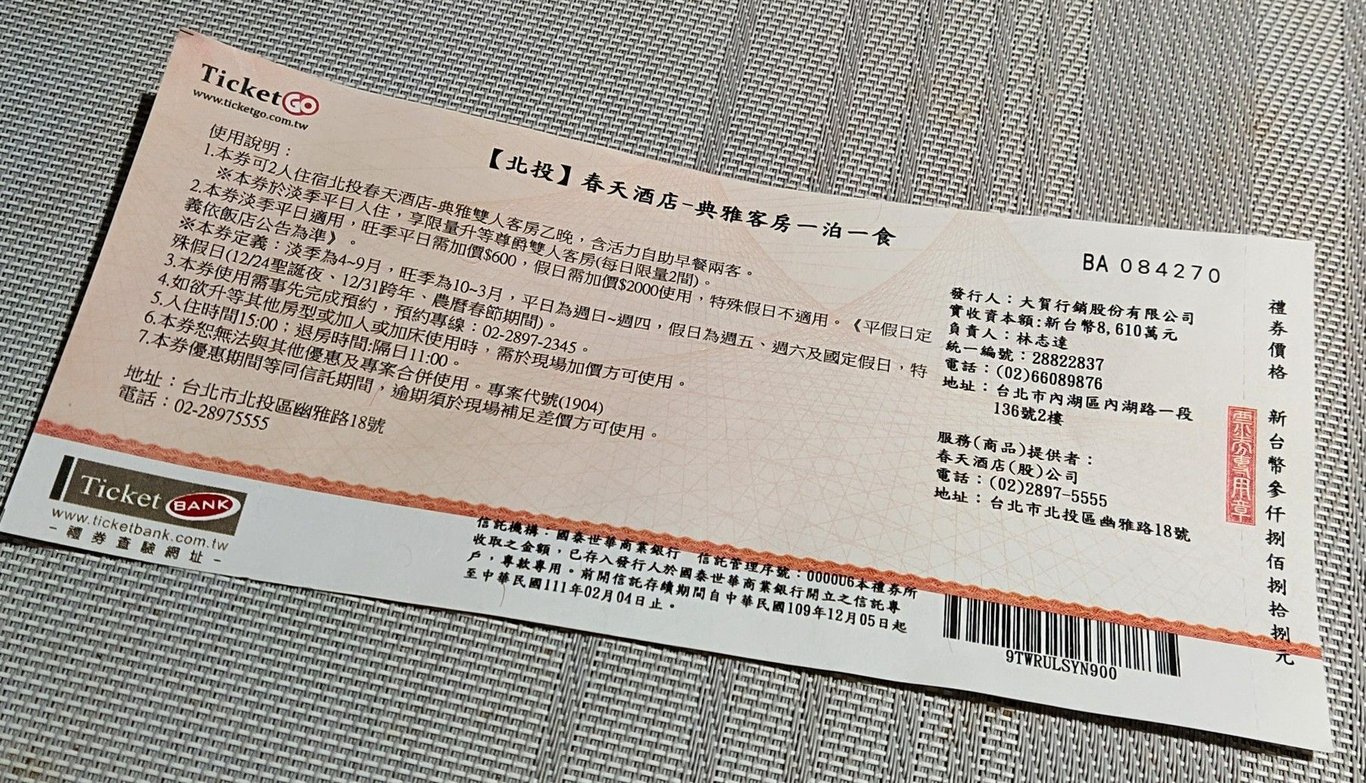 TicketGO
www.ticketgo.com.tw
【北投】春天酒店-典雅客房一泊一食
BA 084270
使用說明：
1.本券可2人住宿北投春天酒店-典雅雙人客房乙晚，含活力自助早餐兩客。
※本券於淡季平日入住，享限量升等尊爵雙人客房(每日限量2間)。
2.本券淡季平日適用，旺季平日需加價$600，假日需加價$2000使用，特殊假日不適用。《平假日定
義依飯店公告為準》。
※本券定義：淡季為4~9月，旺季為10~3月，平日為週日~週四，假日為週五、週六及國定假日，特
殊假日(12/24聖誕夜、12/31跨年、農曆春節期間)。
3.本券使用需事先完成預約，預約專線：02-2897-2345。
4.如欲升等其他房型或加人或加床使用時，需於現場加價方可使用。
5.入住時間15:00；退房時間:隔日11:00。
6.本券恕無法與其他優惠及專案合併使用。專案代號(1904)
7.本券優惠期間等同信託期間，逾期須於現場補足差價方可使用。
地址：台北市北投區幽雅路18號
電話：02-28975555
發行人：大賀行銷股份有限公司
實收資本額:新台幣8,610萬元
負責人：林志達
統一編號：28822837
電話：(02)66089876
地址：台北市內湖區內湖路一段
136號2樓
服務(商品)提供者：
春天酒店(股)公司
電話：(02)2897-5555
地址：台北市北投區幽雅路18號
禮券價格 新台幣參仟捌佰捌拾捌元
票券專用章
Ticket BANK
www.ticketbank.com.tw
-禮券查驗網址-
信託機構：國泰世華商業銀行 信託管理序號：0000U6本禮券所
收取之金額，已存入發行人於國泰世華商業銀行開立之信託專
戶，專款專用。前開信託存續期間自中華民國109年12月05日起
至中華民國111年02月04日止。
9TWRULSYN900